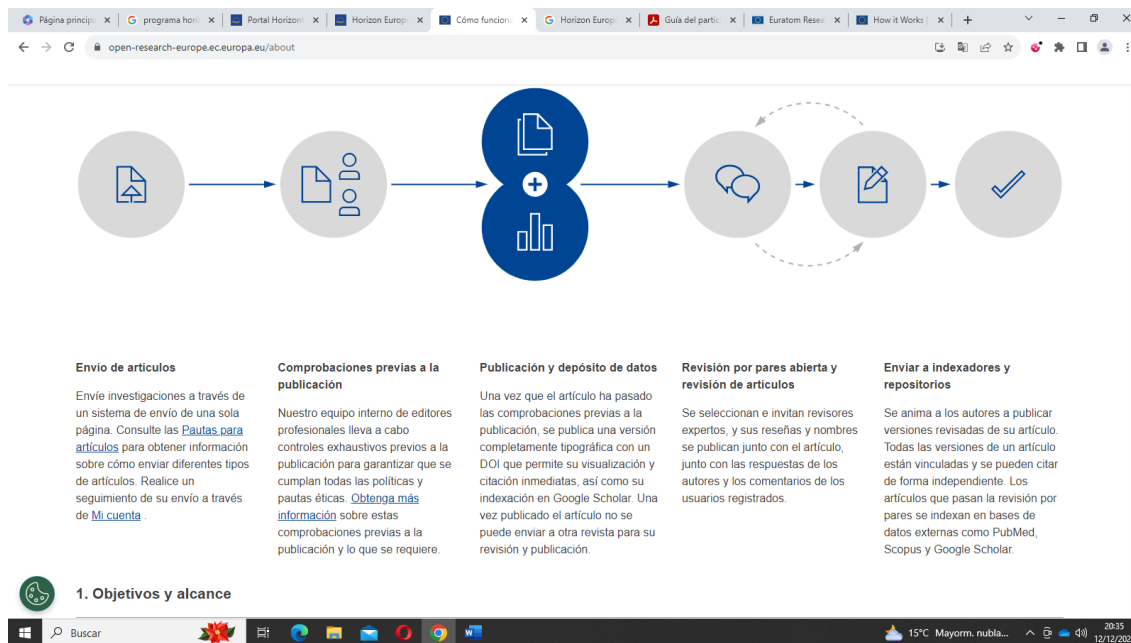 Página princip
programa hori
Portal Horizont
Horizon Europ
Cómo funcion
Horizon Europ
Guía del partic
Euratom Resea
How it Works |
open-research-europe.ec.europa.eu/about
Envío de artículos
Envíe investigaciones a través de
un sistema de envío de una sola
página. Consulte las Pautas para
artículos para obtener información
sobre cómo enviar diferentes tipos
de artículos. Realice un
seguimiento de su envío a través
de Mi cuenta .
Comprobaciones previas a la
publicación
Nuestro equipo interno de editores
profesionales lleva a cabo
controles exhaustivos previos a la
publicación para garantizar que se
cumplan todas las políticas y
pautas éticas. Obtenga más
información sobre estas
comprobaciones previas a la
publicación y lo que se requiere.
Publicación y depósito de datos
Una vez que el artículo ha pasado
las comprobaciones previas a la
publicación, se publica una versión
completamente tipográfica con un
DOI que permite su visualización y
citación inmediatas, así como su
indexación en Google Scholar. Una
vez publicado el artículo no se
puede enviar a otra revista para su
revisión y publicación.
Revisión por pares abierta y
revisión de artículos
Se seleccionan e invitan revisores
expertos, y sus reseñas y nombres
se publican junto con el artículo,
junto con las respuestas de los
autores y los comentarios de los
usuarios registrados.
Enviar a indexadores y
repositorios
Se anima a los autores a publicar
versiones revisadas de su artículo.
Todas las versiones de un artículo
están vinculadas y se pueden citar
de forma independiente. Los
artículos que pasan la revisión por
pares se indexan en bases de
datos externas como PubMed,
Scopus y Google Scholar.
1. Objetivos y alcance
Buscar
15°C Mayorm. nubla...
20:35
12/12/202